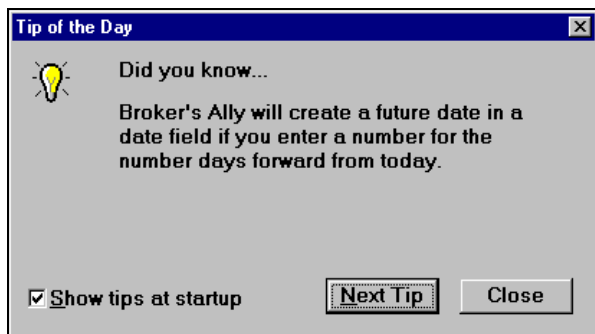 Tip of the Day
Did you know...
Broker's Ally will create a future date in a
date field if you enter a number for the
number days forward from today.
Show tips at startup
Next Tip
Close